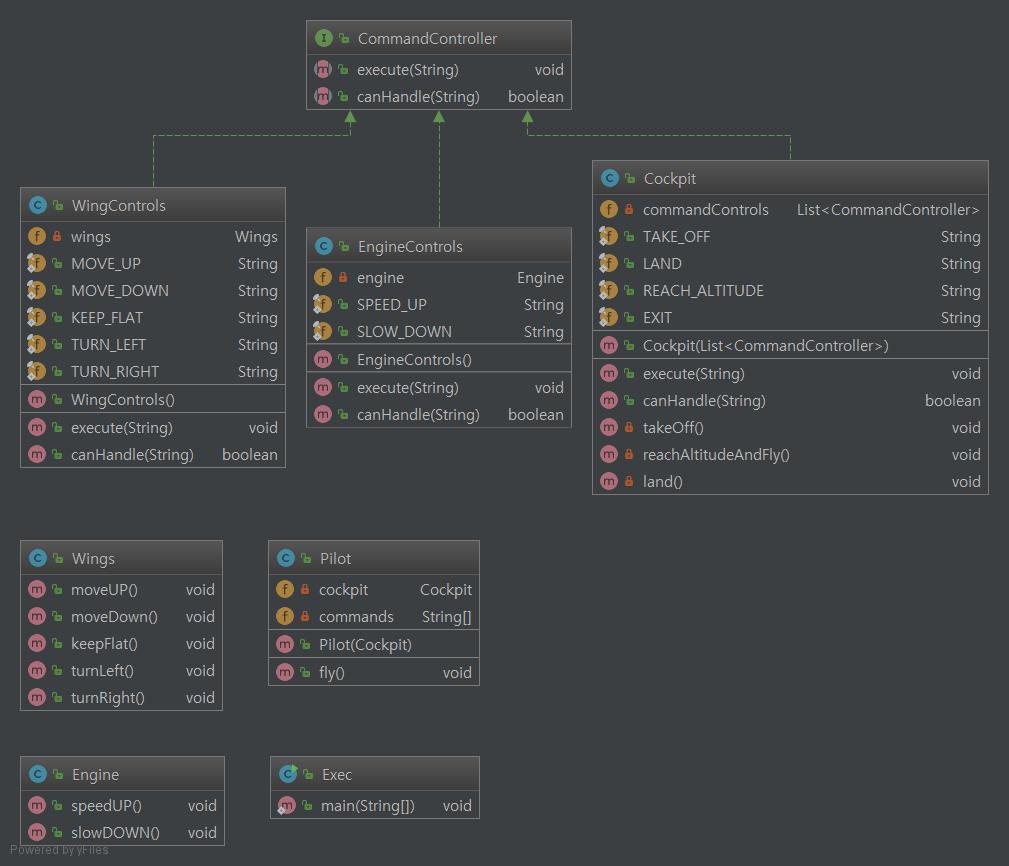 I CommandController
m execute(String) void
m canHandle(String) boolean
C WingControls
f wings Wings
f MOVE_UP String
f MOVE_DOWN String
f KEEP_FLAT String
f TURN_LEFT String
f TURN_RIGHT String
m WingControls()
m execute(String) void
m canHandle(String) boolean
C EngineControls
f engine Engine
f SPEED_UP String
f SLOW_DOWN String
m EngineControls()
m execute(String) void
m canHandle(String) boolean
C Cockpit
f commandControls List<CommandController>
f TAKE_OFF String
f LAND String
f REACH_ALTITUDE String
f EXIT String
m Cockpit(List<CommandController>)
m execute(String) void
m canHandle(String) boolean
m takeOff() void
m reachAltitudeAndFly() void
m land() void
C Wings
m moveUP() void
m moveDown() void
m keepFlat() void
m turnLeft() void
m turnRight() void
C Pilot
f cockpit Cockpit
f commands String[]
m Pilot(Cockpit)
m fly() void
C Engine
m speedUP() void
m slowDOWN() void
C Exec
m main(String[]) void
Powered by yFiles